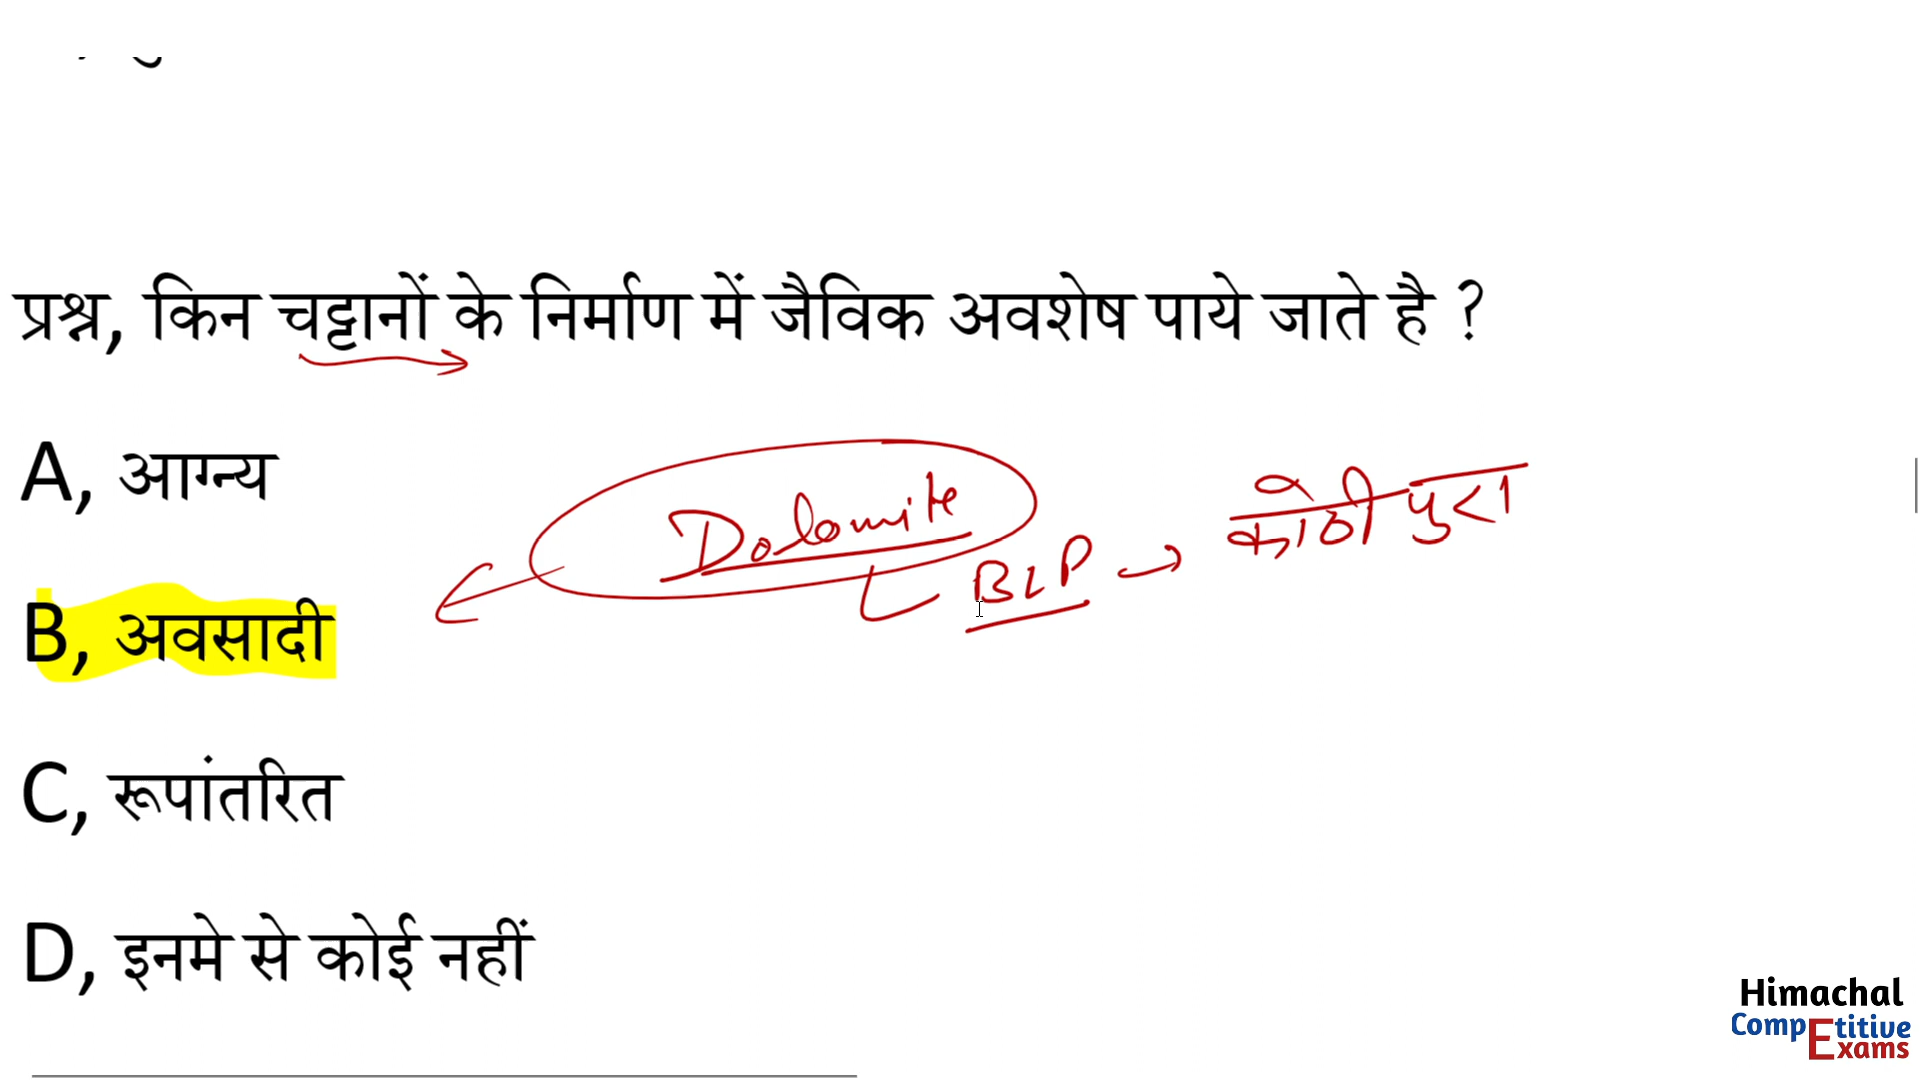 प्रश्न, किन चट्टानों के निर्माण में जैविक अवशेष पाये जाते है ?
A, आग्न्य
Dolomite
BLP → कोठीपुरा
B, अवसादी
C, रूपांतरित
D, इनमे से कोई नहीं
Himachal
CompEtitive
Exams